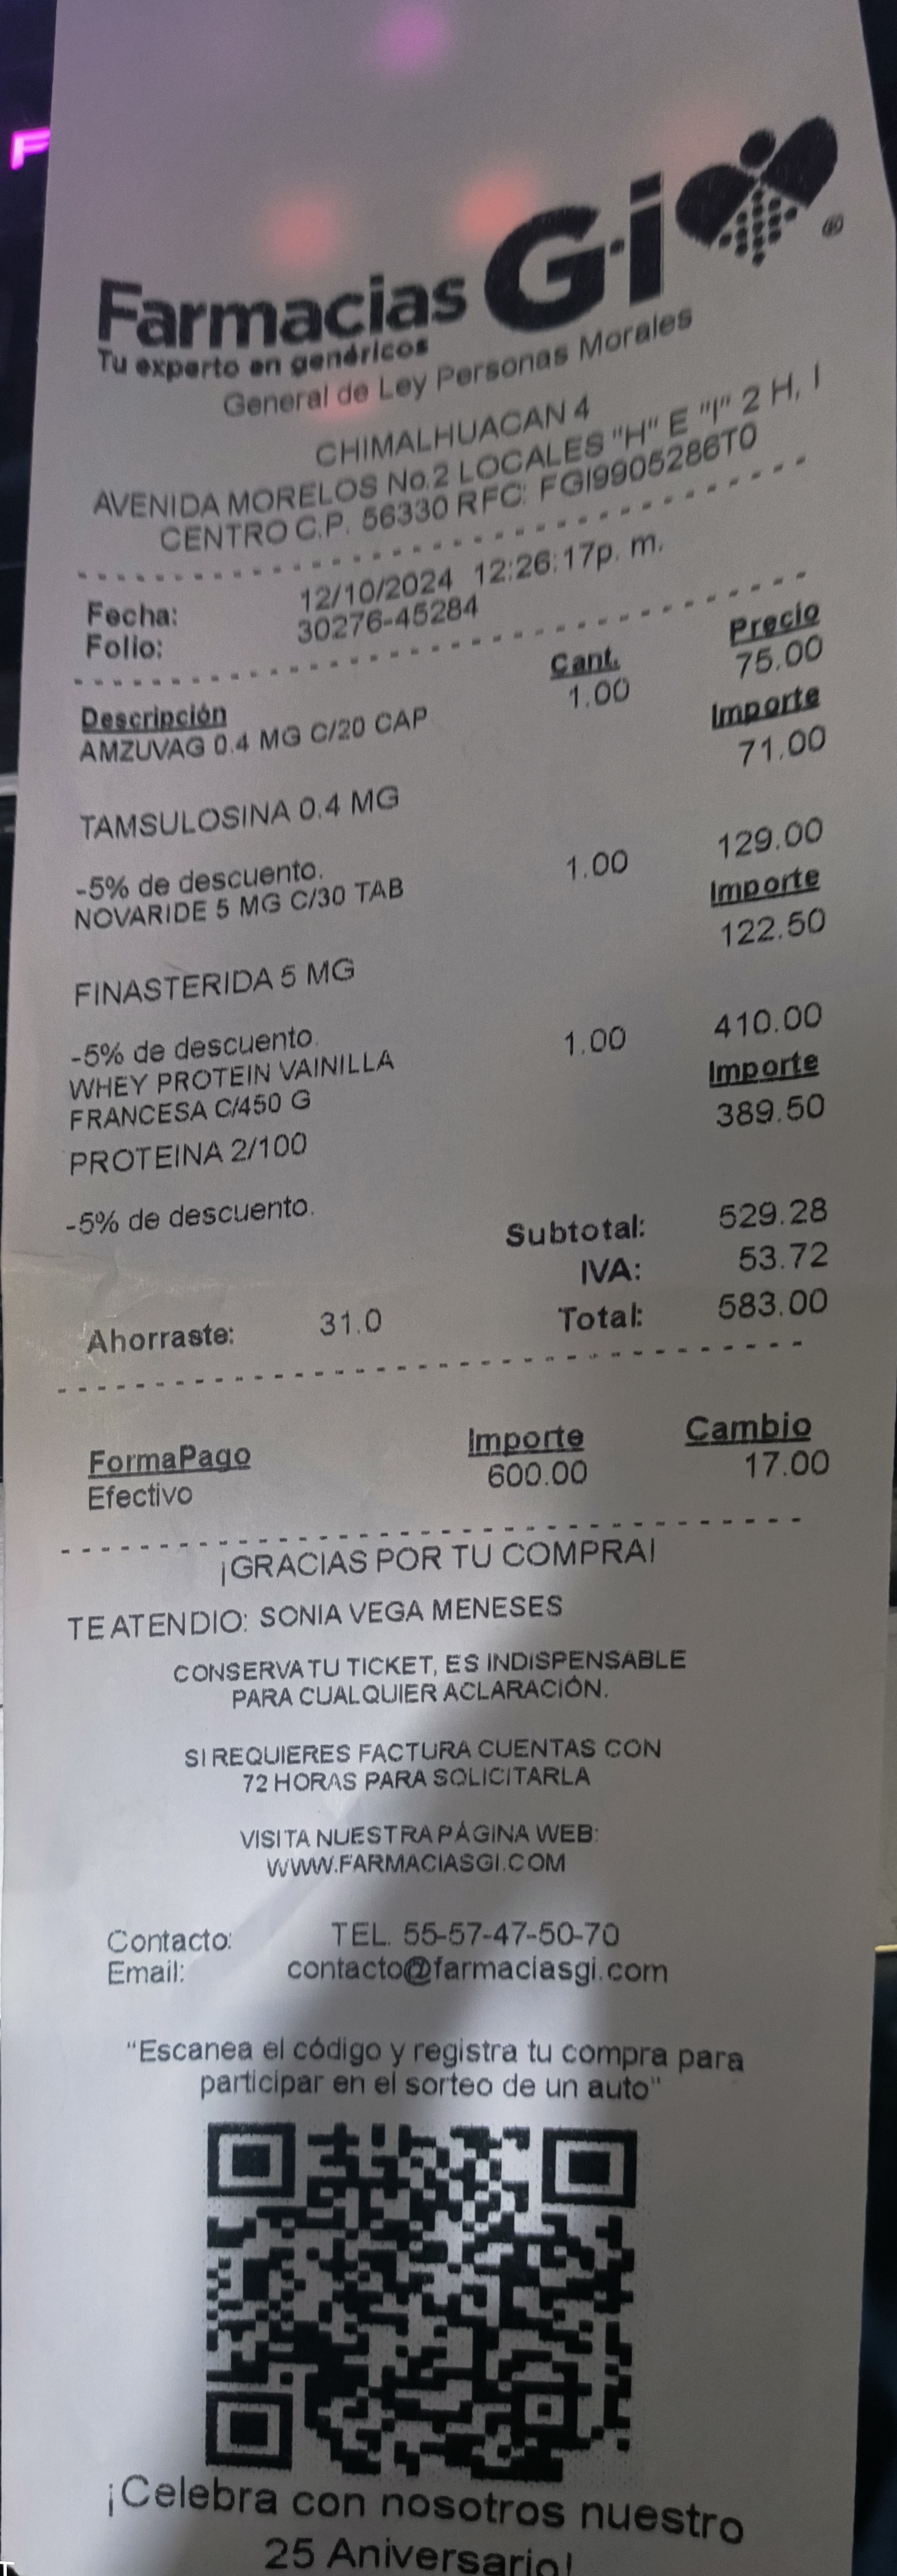 F
Farmacias Gi
®
Tu experto en genéricos
General de Ley Personas Morales
CHIMALHUACAN 4
AVENIDA MORELOS No.2 LOCALES "H" E "I" 2 H, I
CENTRO C.P. 56330 RFC: FGI9905286T0
Fecha: 12/10/2024 12:26:17p. m.
Folio: 30276-45284
Descripción Cant. Precio
AMZUVAG 0.4 MG C/20 CAP 1.00 75.00
Importe
71.00
TAMSULOSINA 0.4 MG
-5% de descuento.
NOVARIDE 5 MG C/30 TAB 1.00 129.00
Importe
122.50
FINASTERIDA 5 MG
-5% de descuento.
WHEY PROTEIN VAINILLA 1.00 410.00
FRANCESA C/450 G Importe
389.50
PROTEINA 2/100
-5% de descuento.
Subtotal: 529.28
IVA: 53.72
Ahorraste: 31.0 Total: 583.00
FormaPago Importe Cambio
Efectivo 600.00 17.00
¡GRACIAS POR TU COMPRA!
TE ATENDIO: SONIA VEGA MENESES
CONSERVA TU TICKET, ES INDISPENSABLE
PARA CUALQUIER ACLARACIÓN.
SI REQUIERES FACTURA CUENTAS CON
72 HORAS PARA SOLICITARLA
VISITA NUESTRA PÁGINA WEB:
WWW.FARMACIASGI.COM
Contacto: TEL. 55-57-47-50-70
Email: contacto@farmaciasgi.com
"Escanea el código y registra tu compra para
participar en el sorteo de un auto"
¡Celebra con nosotros nuestro
25 Aniversario!